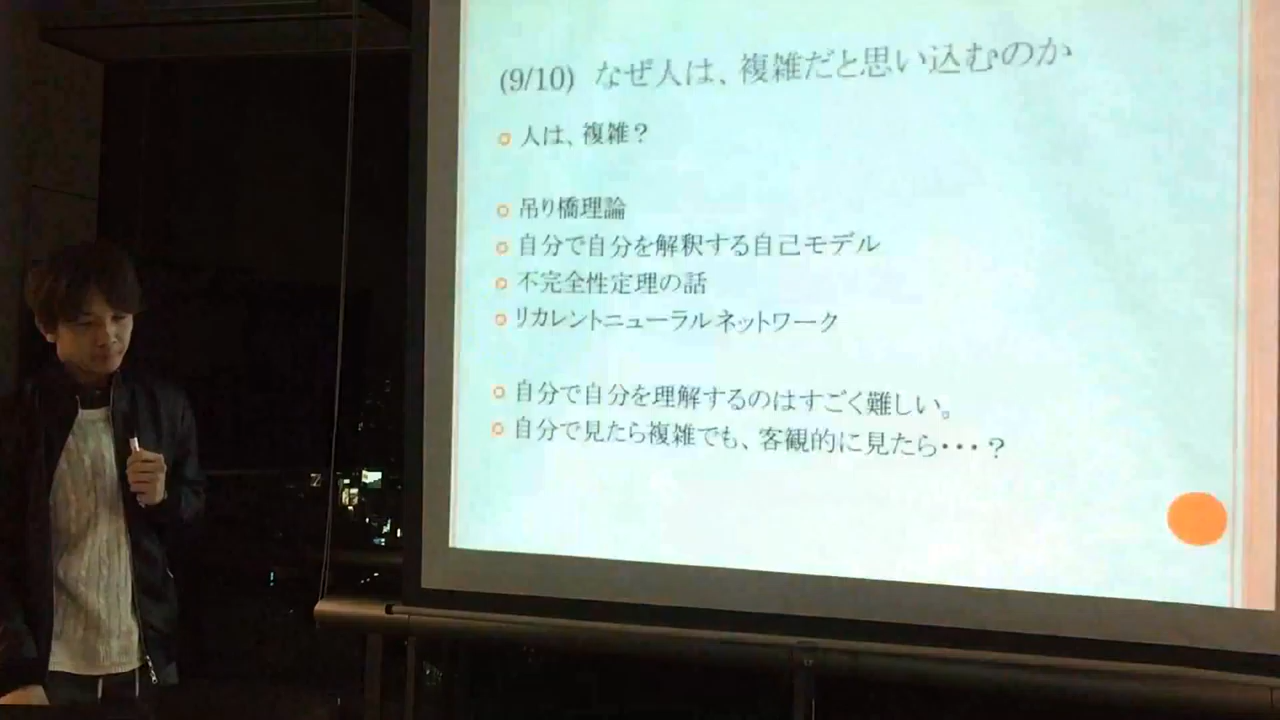 (9/10) なぜ人は、複雑だと思い込むのか
人は、複雑？
吊り橋理論
自分で自分を解釈する自己モデル
不完全性定理の話
リカレントニューラルネットワーク
自分で自分を理解するのはすごく難しい。
自分で見たら複雑でも、客観的に見たら・・・？